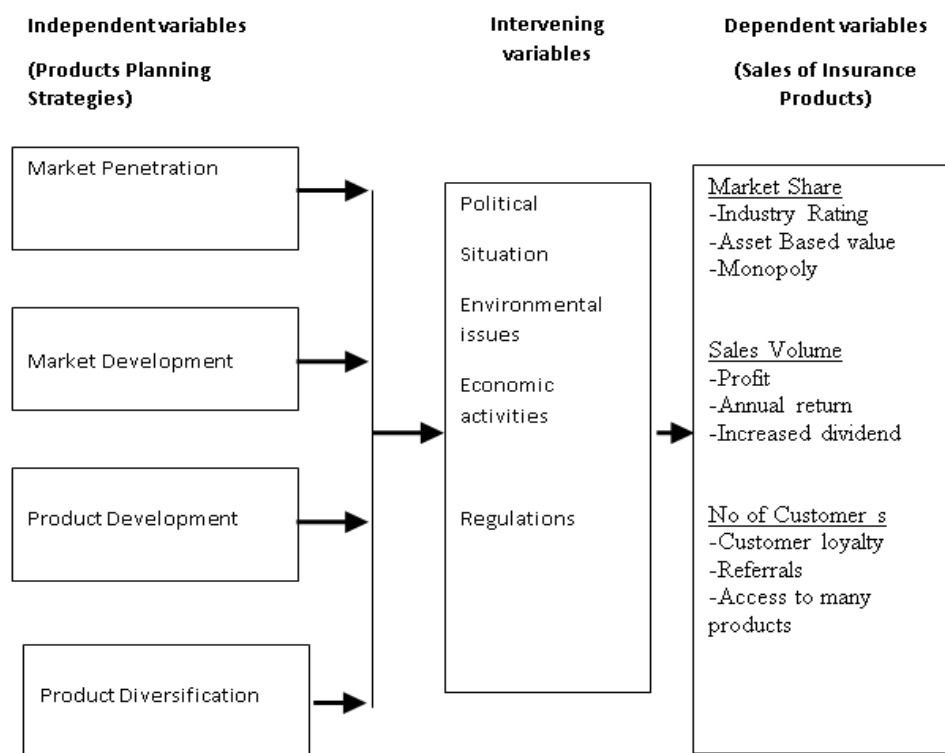 Independent variables
(Products Planning
Strategies)
Intervening
variables
Dependent variables
(Sales of Insurance
Products)
Market Penetration
Market Development
Product Development
Product Diversification
Political
Situation
Environmental
issues
Economic
activities
Regulations
Market Share
-Industry Rating
-Asset Based value
-Monopoly
Sales Volume
-Profit
-Annual return
-Increased dividend
No of Customer s
-Customer loyalty
-Referrals
-Access to many
products